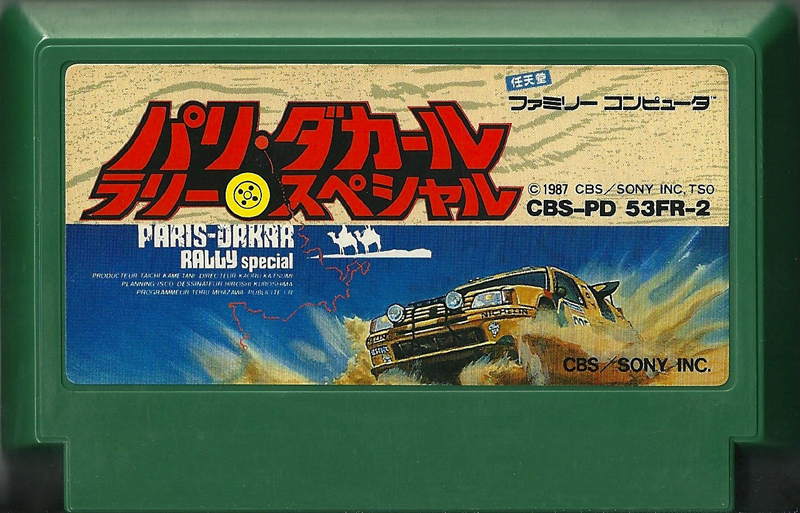 任天堂
ファミリー コンピュータ™
パリ・ダカール
ラリー スペシャル
© 1987 CBS/SONY INC, TSO
CBS-PD 53FR-2
PARIS-DAKAR
RALLY special
PRODUCTEUR TAICHI KAMETANI DIRECTEUR KAORU KATSUMI
PLANNING ISCO DESSINATEUR HIROSHI KUROSHIMA
PROGRAMMEUR TORU MIYAZAWA PUBLICITE
NICHELON
CBS/SONY INC.